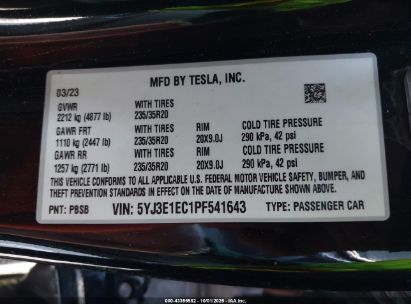 MFD BY TESLA, INC.
03/23
GVWR WITH TIRES
2212 kg (4877 lb) 235/35R20
GAWR FRT WITH TIRES RIM COLD TIRE PRESSURE
1110 kg (2447 lb) 235/35R20 20X9.0J 290 kPa, 42 psi
GAWR RR WITH TIRES RIM COLD TIRE PRESSURE
1257 kg (2771 lb) 235/35R20 20X9.0J 290 kPa, 42 psi
THIS VEHICLE CONFORMS TO ALL APPLICABLE FEDERAL MOTOR VEHICLE SAFETY, BUMPER, AND
THEFT PREVENTION STANDARDS IN EFFECT ON THE DATE OF MANUFACTURE SHOWN ABOVE.
PNT: PBSB VIN: 5YJ3E1EC1PF541643 TYPE: PASSENGER CAR